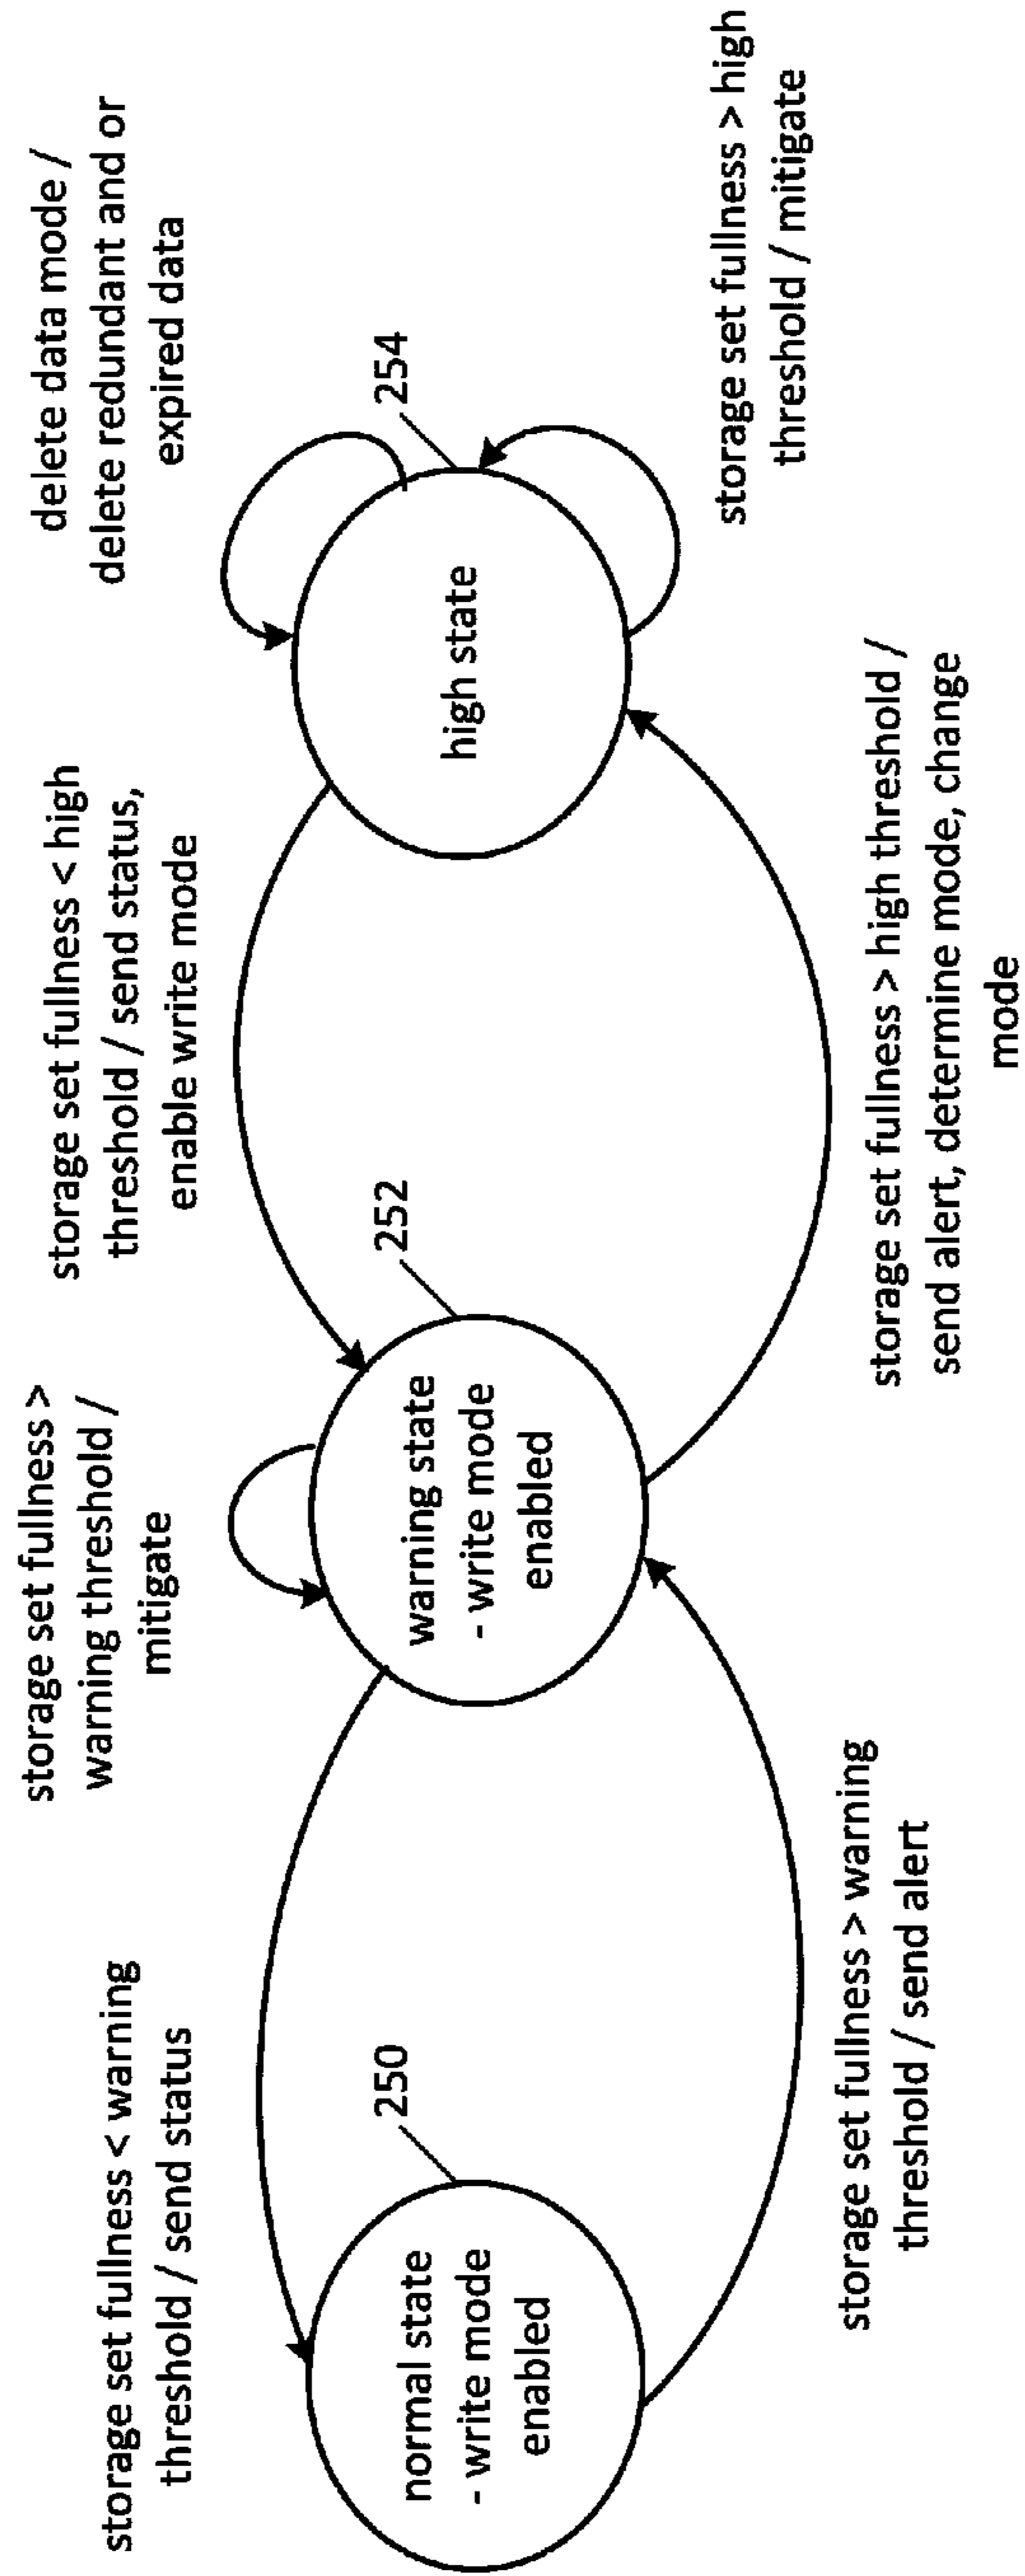 storage set fullness < warning
threshold / send status
storage set fullness >
warning threshold /
mitigate
storage set fullness < high
threshold / send status,
enable write mode
delete data mode /
delete redundant and or
expired data
250
252
254
normal state
- write mode
enabled
warning state
- write mode
enabled
high state
storage set fullness > warning
threshold / send alert
storage set fullness > high threshold /
send alert, determine mode, change
mode
storage set fullness > high
threshold / mitigate